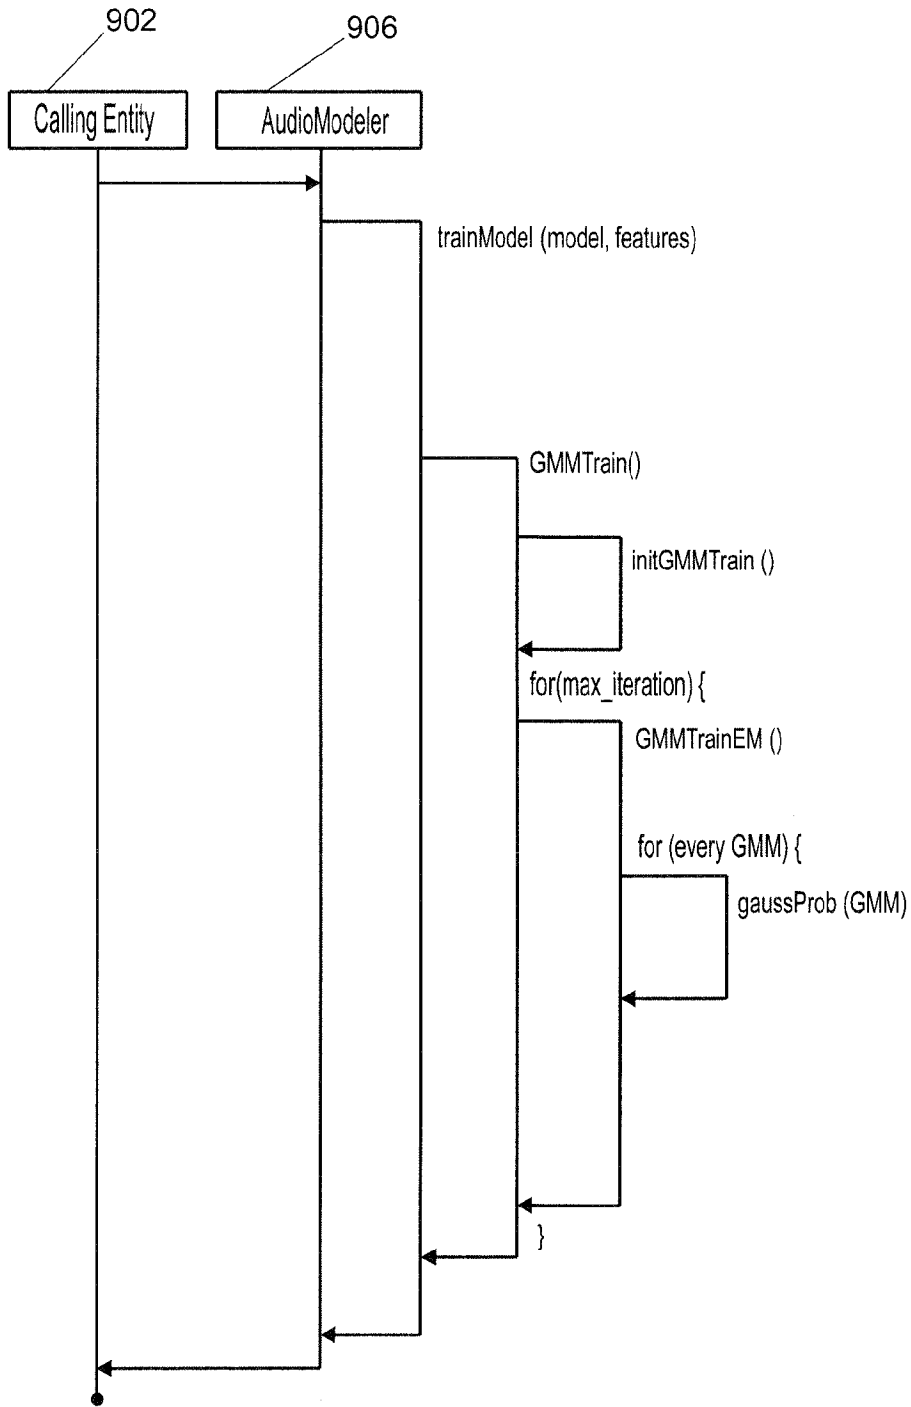 902
906
Calling Entity
AudioModeler
trainModel (model, features)
GMMTrain()
initGMMTrain ()
for(max_iteration) {
GMMTrainEM ()
for (every GMM) {
gaussProb (GMM)
}